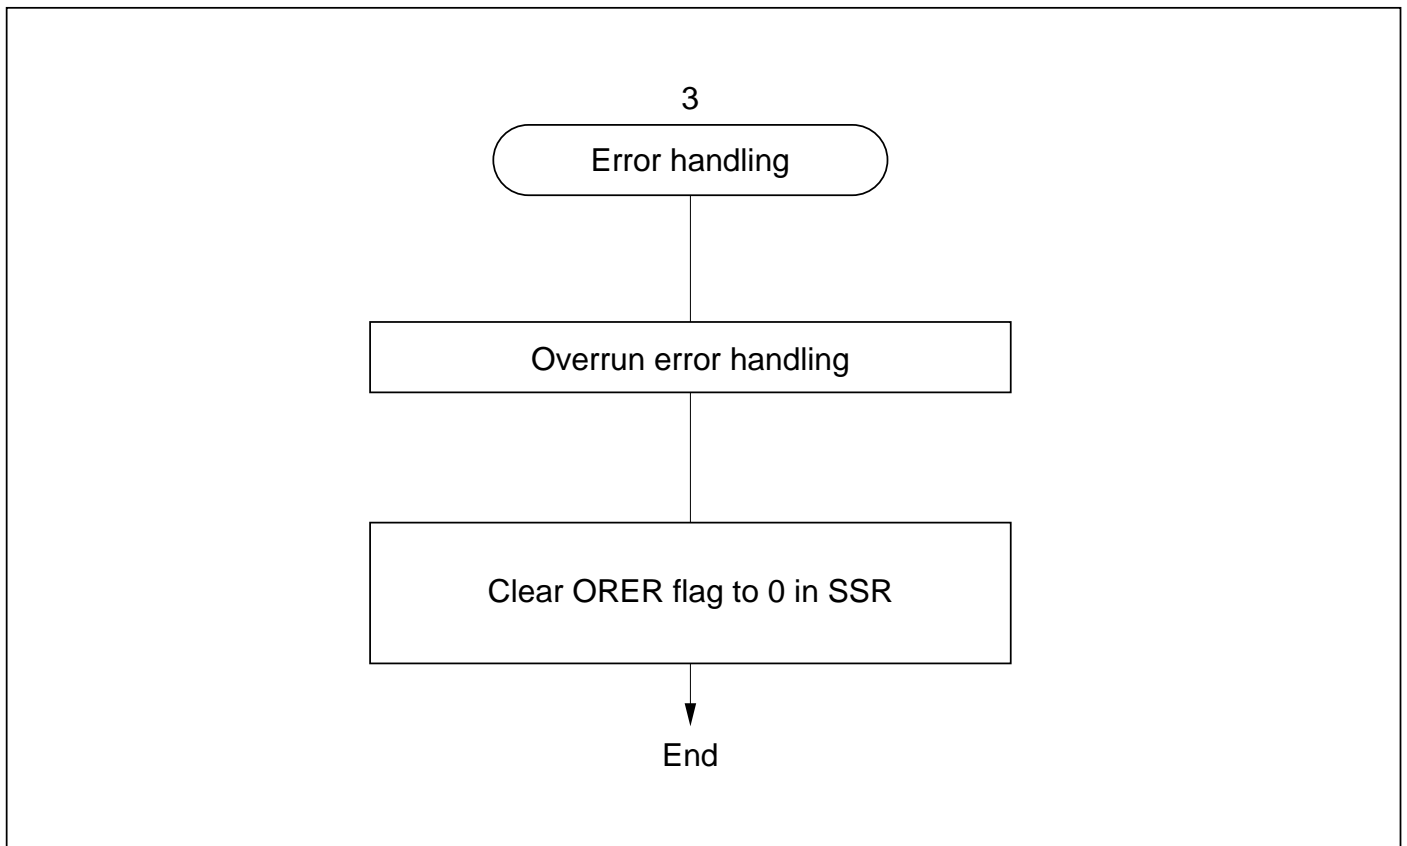 3
Error handling
Overrun error handling
Clear ORER flag to 0 in SSR
End